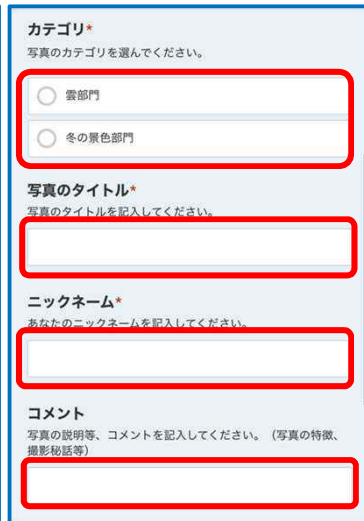 カテゴリ*
写真のカテゴリを選んでください。
雲部門
冬の景色部門
写真のタイトル*
写真のタイトルを記入してください。
ニックネーム*
あなたのニックネームを記入してください。
コメント
写真の説明等、コメントを記入してください。（写真の特徴、
撮影秘話等）